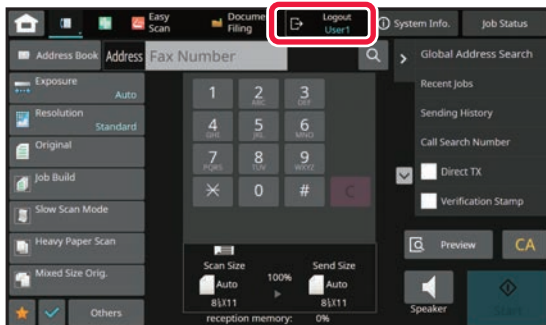 Easy Scan
Document Filing
Logout
User1
System Info.
Job Status
Address Book
Address
Fax Number
Global Address Search
Exposure
Auto
Recent Jobs
Resolution
Standard
Sending History
Original
Call Search Number
Job Build
Direct TX
Slow Scan Mode
Verification Stamp
Heavy Paper Scan
Mixed Size Orig.
Others
1
2 ABC
3 DEF
4 GHI
5 JKL
6 MNO
7 PQRS
8 TUV
9 WXYZ
0
#
C
Scan Size
Auto
8½X11
100%
Send Size
Auto
8½X11
reception memory: 0%
Preview
CA
Speaker
Start